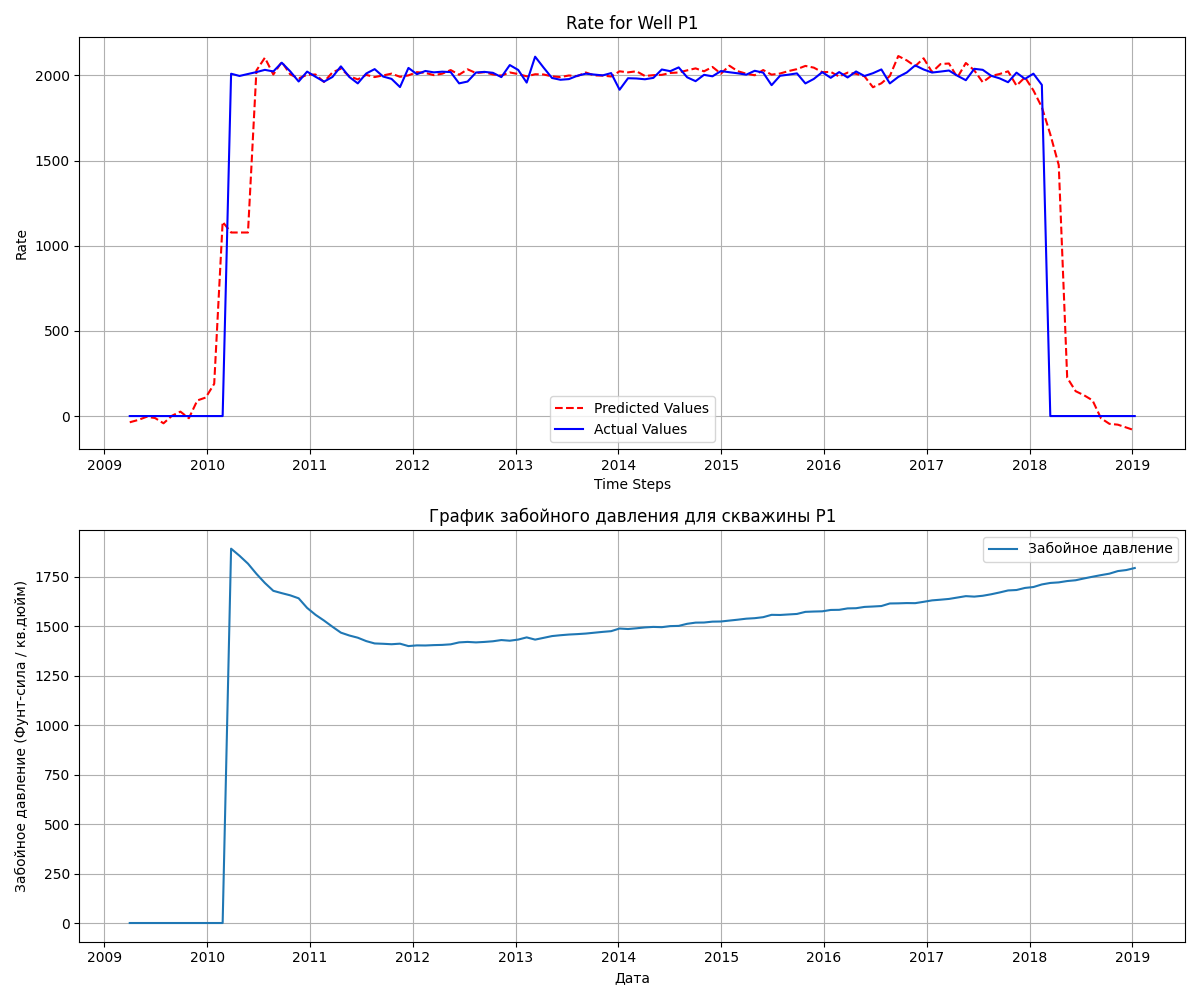 Rate for Well P1
Rate
2000
1500
1000
500
0
Predicted Values
Actual Values
2009 2010 2011 2012 2013 2014 2015 2016 2017 2018 2019
Time Steps
График забойного давления для скважины P1
Забойное давление (Фунт-сила / кв.дюйм)
Забойное давление
1750
1500
1250
1000
750
500
250
0
2009 2010 2011 2012 2013 2014 2015 2016 2017 2018 2019
Дата